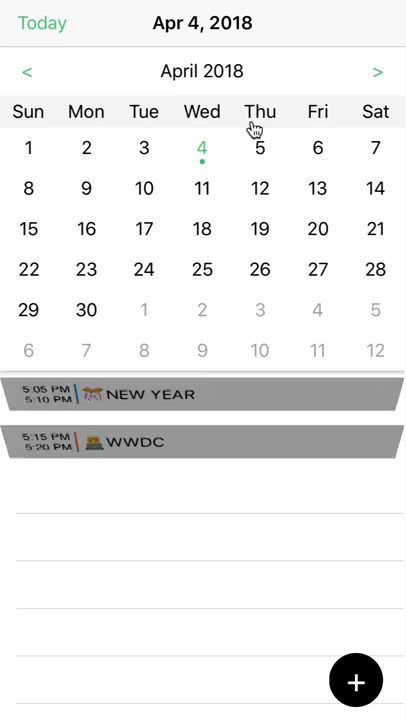 Today Apr 4, 2018
< April 2018 >
Sun Mon Tue Wed Thu Fri Sat
1 2 3 4 5 6 7
8 9 10 11 12 13 14
15 16 17 18 19 20 21
22 23 24 25 26 27 28
29 30 1 2 3 4 5
6 7 8 9 10 11 12
5:05 PM
5:10 PM NEW YEAR
5:15 PM
5:20 PM WWDC
+